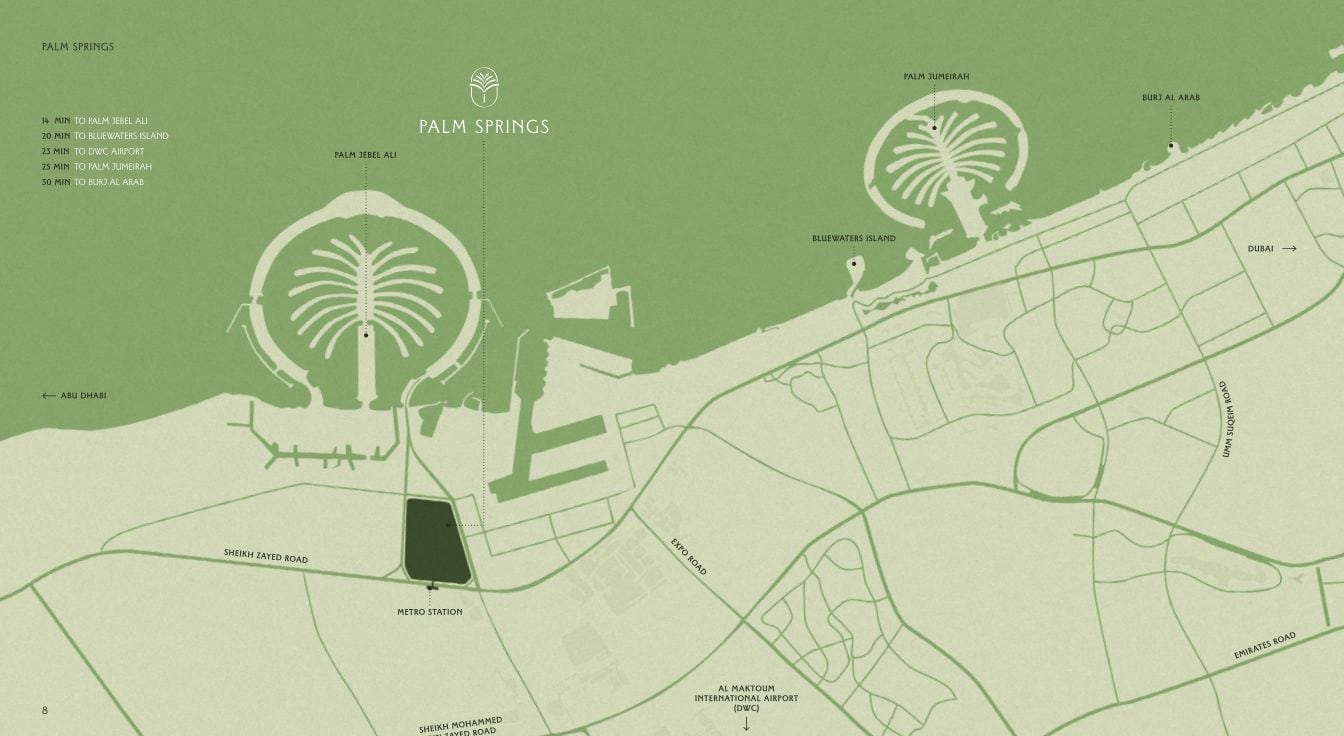 PALM SPRINGS
14 MIN TO PALM JEBEL ALI
20 MIN TO BLUEWATERS ISLAND
23 MIN TO DWC AIRPORT
25 MIN TO PALM JUMEIRAH
30 MIN TO BURJ AL ARAB
PALM SPRINGS
PALM JEBEL ALI
PALM JUMEIRAH
BURJ AL ARAB
BLUEWATERS ISLAND
DUBAI →
← ABU DHABI
UMM SUQEIM ROAD
SHEIKH ZAYED ROAD
EXPO ROAD
METRO STATION
EMIRATES ROAD
AL MAKTOUM
INTERNATIONAL AIRPORT
(DWC)
↓
SHEIKH MOHAMMED
ZAYED ROAD
8